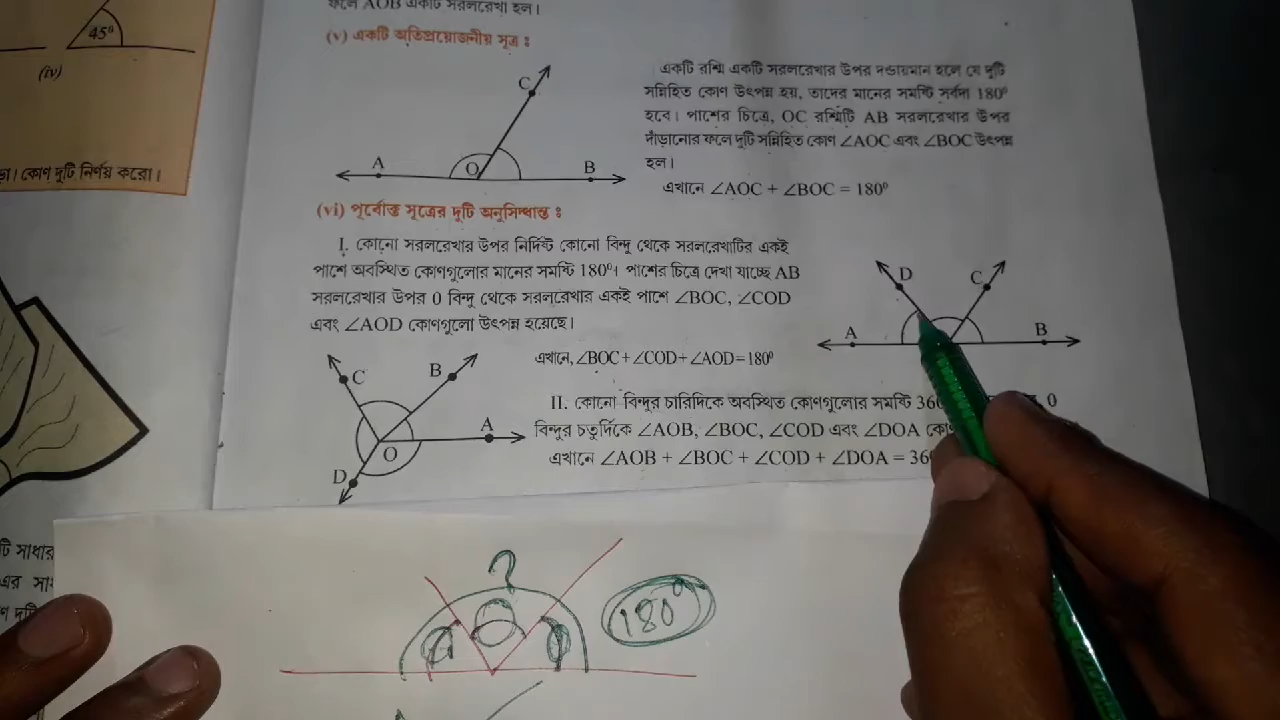 ফলে AOB একটি সরলরেখা হল।
45°
(iv)
(v) একটি অতিপ্রয়োজনীয় সূত্র :
C
A
O
B
একটি রশ্মি একটি সরলরেখার উপর দণ্ডায়মান হলে যে দুটি
সন্নিহিত কোণ উৎপন্ন হয়, তাদের মানের সমষ্টি সর্বদা 180°
হবে। পাশের চিত্রে, OC রশ্মিটি AB সরলরেখার উপর
দাঁড়ানোর ফলে দুটি সন্নিহিত কোণ ∠AOC এবং ∠BOC উৎপন্ন
হল।
এখানে ∠AOC + ∠BOC = 180°
কোণ দুটি নির্ণয় করো।
(vi) পূর্বোক্ত সূত্রের দুটি অনুসিদ্ধান্ত :
I. কোনো সরলরেখার উপর নির্দিষ্ট কোনো বিন্দু থেকে সরলরেখাটির একই
পাশে অবস্থিত কোণগুলোর মানের সমষ্টি 180°। পাশের চিত্রে দেখা যাচ্ছে AB
সরলরেখার উপর 0 বিন্দু থেকে সরলরেখার একই পাশে ∠BOC, ∠COD
এবং ∠AOD কোণগুলো উৎপন্ন হয়েছে।
D
C
A
B
এখানে, ∠BOC + ∠COD + ∠AOD = 180°
C
B
A
O
D
II. কোনো বিন্দুর চারিদিকে অবস্থিত কোণগুলোর সমষ্টি 36 0
বিন্দুর চতুর্দিকে ∠AOB, ∠BOC, ∠COD এবং ∠DOA
এখানে ∠AOB + ∠BOC + ∠COD + ∠DOA = 36
টি সাধার
?
180°